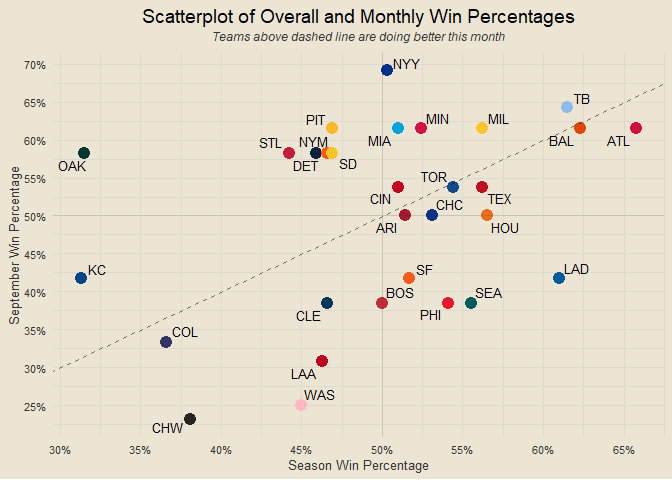 Scatterplot of Overall and Monthly Win Percentages
Teams above dashed line are doing better this month
September Win Percentage
70%
65%
60%
55%
50%
45%
40%
35%
30%
25%
NYY
TB
PIT
MIA
MIN
MIL
BAL
ATL
STL
NYM
DET
SD
OAK
TOR
CIN
TEX
CHC
ARI
HOU
KC
SF
LAD
BOS
SEA
CLE
PHI
COL
LAA
WAS
CHW
30%
35%
40%
45%
50%
55%
60%
65%
Season Win Percentage